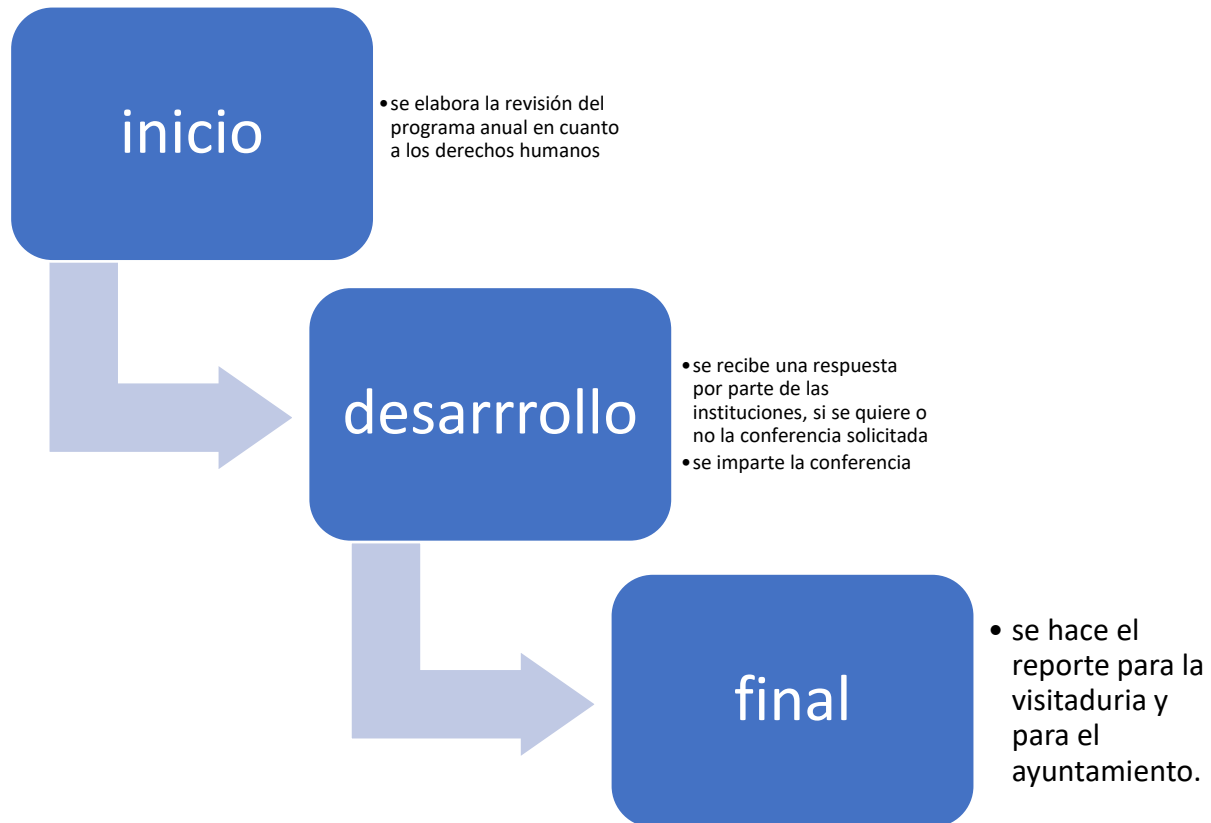 inicio
•se elabora la revisión del
programa anual en cuanto
a los derechos humanos
desarrrollo
•se recibe una respuesta
por parte de las
instituciones, si se quiere o
no la conferencia solicitada
•se imparte la conferencia
final
• se hace el
reporte para la
visitaduria y
para el
ayuntamiento.